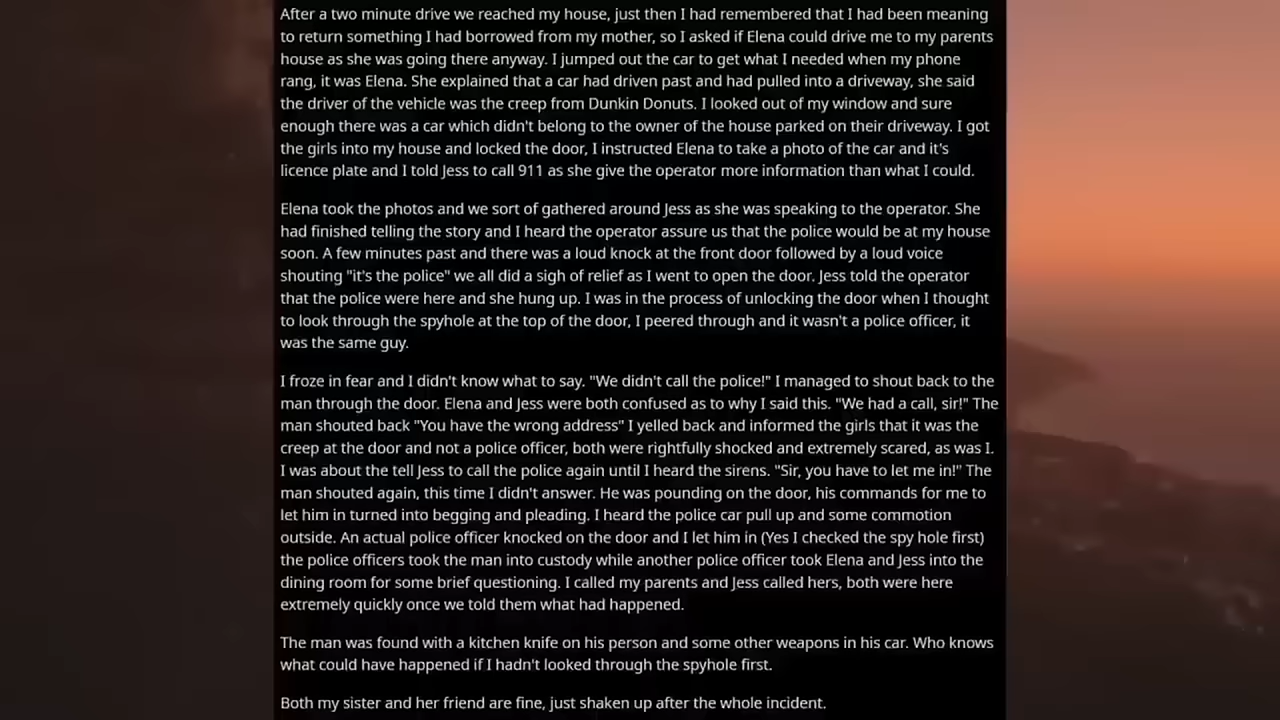 After a two minute drive we reached my house, just then I had remembered that I had been meaning
to return something I had borrowed from my mother, so I asked if Elena could drive me to my parents
house as she was going there anyway. I jumped out the car to get what I needed when my phone
rang, it was Elena. She explained that a car had driven past and had pulled into a driveway, she said
the driver of the vehicle was the creep from Dunkin Donuts. I looked out of my window and sure
enough there was a car which didn't belong to the owner of the house parked on their driveway. I got
the girls into my house and locked the door, I instructed Elena to take a photo of the car and it's
licence plate and I told Jess to call 911 as she give the operator more information than what I could.
Elena took the photos and we sort of gathered around Jess as she was speaking to the operator. She
had finished telling the story and I heard the operator assure us that the police would be at my house
soon. A few minutes past and there was a loud knock at the front door followed by a loud voice
shouting "it's the police" we all did a sigh of relief as I went to open the door. Jess told the operator
that the police were here and she hung up. I was in the process of unlocking the door when I thought
to look through the spyhole at the top of the door, I peered through and it wasn't a police officer, it
was the same guy.
I froze in fear and I didn't know what to say. "We didn't call the police!" I managed to shout back to the
man through the door. Elena and Jess were both confused as to why I said this. "We had a call, sir!" The
man shouted back "You have the wrong address" I yelled back and informed the girls that it was the
creep at the door and not a police officer, both were rightfully shocked and extremely scared, as was I.
I was about the tell Jess to call the police again until I heard the sirens. "Sir, you have to let me in!" The
man shouted again, this time I didn't answer. He was pounding on the door, his commands for me to
let him in turned into begging and pleading. I heard the police car pull up and some commotion
outside. An actual police officer knocked on the door and I let him in (Yes I checked the spy hole first)
the police officers took the man into custody while another police officer took Elena and Jess into the
dining room for some brief questioning. I called my parents and Jess called hers, both were here
extremely quickly once we told them what had happened.
The man was found with a kitchen knife on his person and some other weapons in his car. Who knows
what could have happened if I hadn't looked through the spyhole first.
Both my sister and her friend are fine, just shaken up after the whole incident.